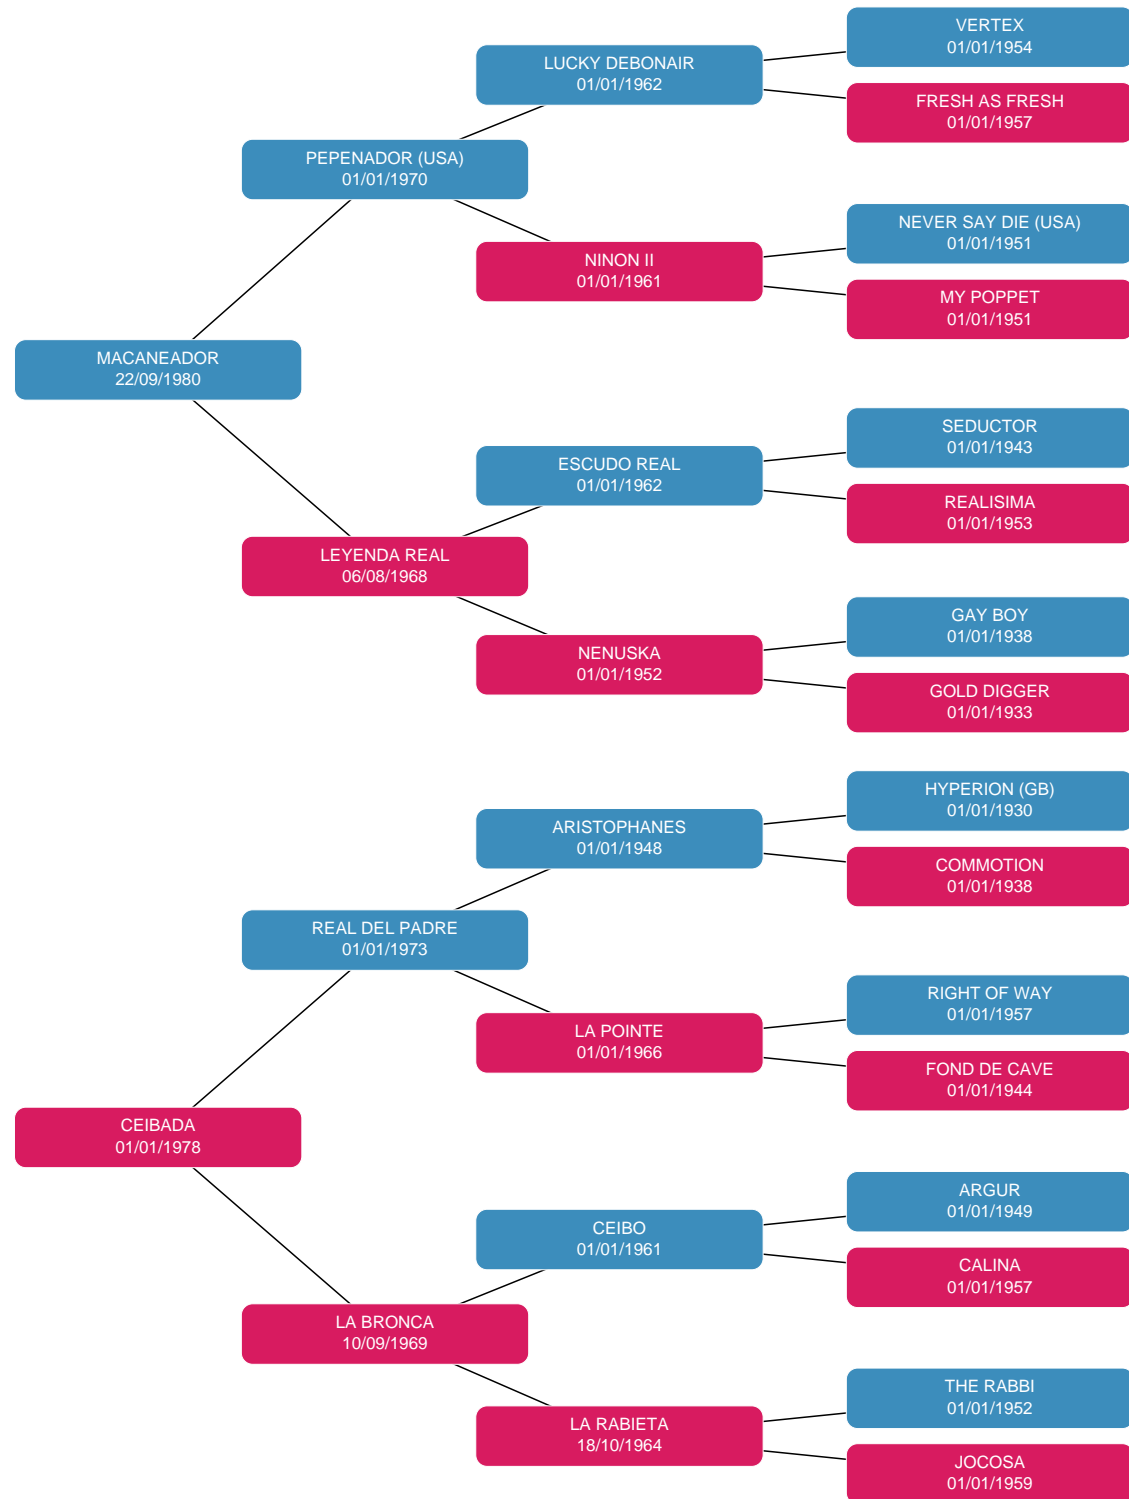 VERTEX
01/01/1954
LUCKY DEBONAIR
01/01/1962
FRESH AS FRESH
01/01/1957
PEPENADOR (USA)
01/01/1970
NEVER SAY DIE (USA)
01/01/1951
NINON II
01/01/1961
MY POPPET
01/01/1951
MACANEADOR
22/09/1980
SEDUCTOR
01/01/1943
ESCUDO REAL
01/01/1962
REALISIMA
01/01/1953
LEYENDA REAL
06/08/1968
GAY BOY
01/01/1938
NENUSKA
01/01/1952
GOLD DIGGER
01/01/1933
HYPERION (GB)
01/01/1930
ARISTOPHANES
01/01/1948
COMMOTION
01/01/1938
REAL DEL PADRE
01/01/1973
RIGHT OF WAY
01/01/1957
LA POINTE
01/01/1966
FOND DE CAVE
01/01/1944
CEIBADA
01/01/1978
ARGUR
01/01/1949
CEIBO
01/01/1961
CALINA
01/01/1957
LA BRONCA
10/09/1969
THE RABBI
01/01/1952
LA RABIETA
18/10/1964
JOCOSA
01/01/1959